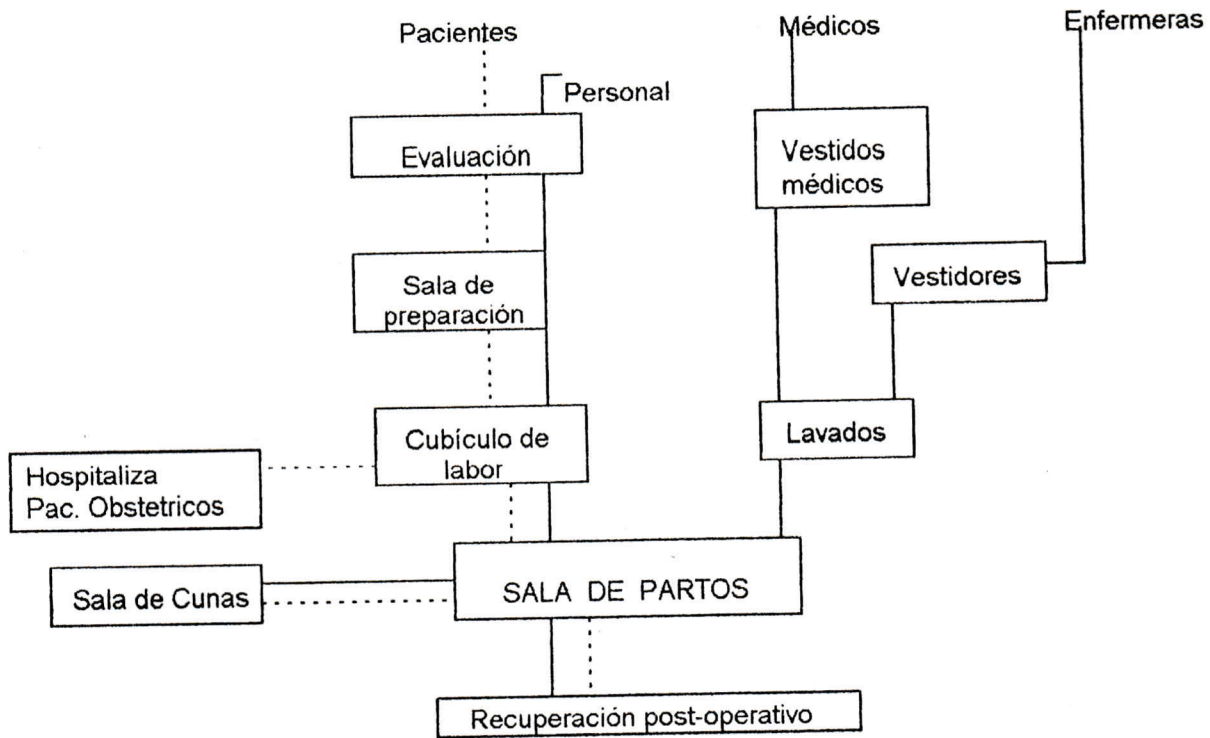 Pacientes
Médicos
Enfermeras
Personal
Evaluación
Vestidos
médicos
Sala de
preparación
Vestidores
Cubículo de
labor
Lavados
Hospitaliza
Pac. Obstetricos
Sala de Cunas
SALA DE PARTOS
Recuperación post-operativo